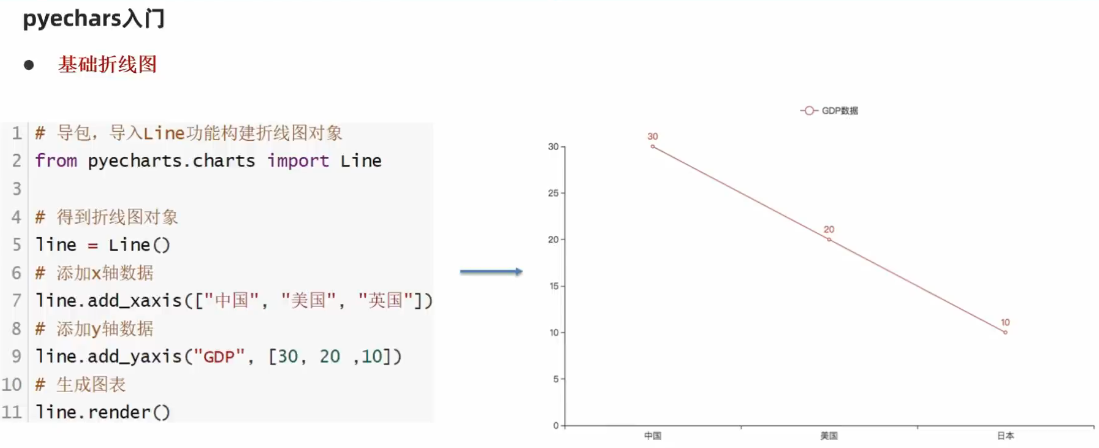 pyechars入门
● 基础折线图
1 # 导包，导入Line功能构建折线图对象
2 from pyecharts.charts import Line
3
4 # 得到折线图对象
5 line = Line()
6 # 添加x轴数据
7 line.add_xaxis(["中国", "美国", "英国"])
8 # 添加y轴数据
9 line.add_yaxis("GDP", [30, 20 ,10])
10 # 生成图表
11 line.render()
GDP数据
30
20
10
30
25
20
15
10
5
0
中国 美国 日本